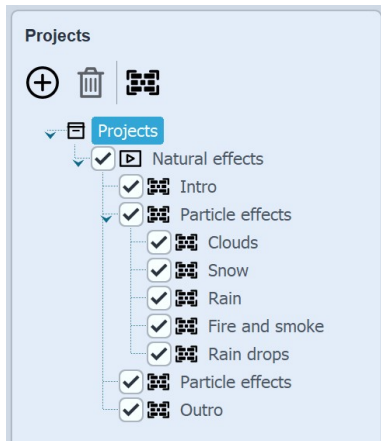 Projects
Projects
Natural effects
Intro
Particle effects
Clouds
Snow
Rain
Fire and smoke
Rain drops
Particle effects
Outro